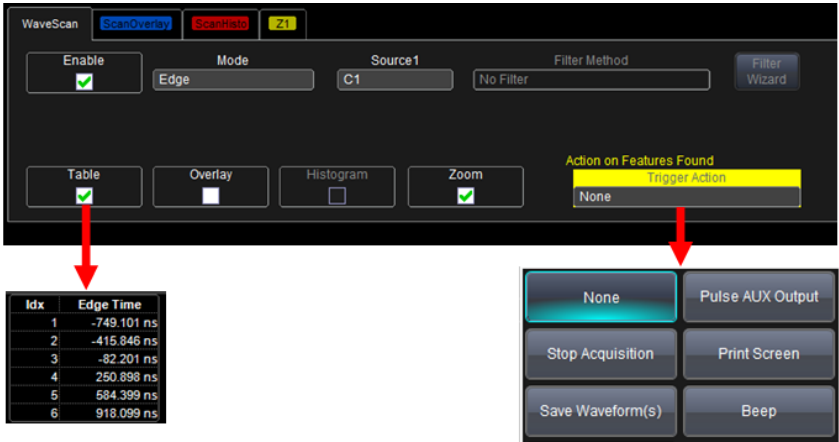 WaveScan ScanOverlay ScanHisto Z1
Enable Mode Source1 Filter Method
Edge C1 No Filter Filter Wizard
Table Overlay Histogram Zoom
Action on Features Found
Trigger Action
None
Idx Edge Time
1 -749.101 ns
2 -415.846 ns
3 -82.201 ns
4 250.898 ns
5 584.399 ns
6 918.099 ns
None Pulse AUX Output
Stop Acquisition Print Screen
Save Waveform(s) Beep